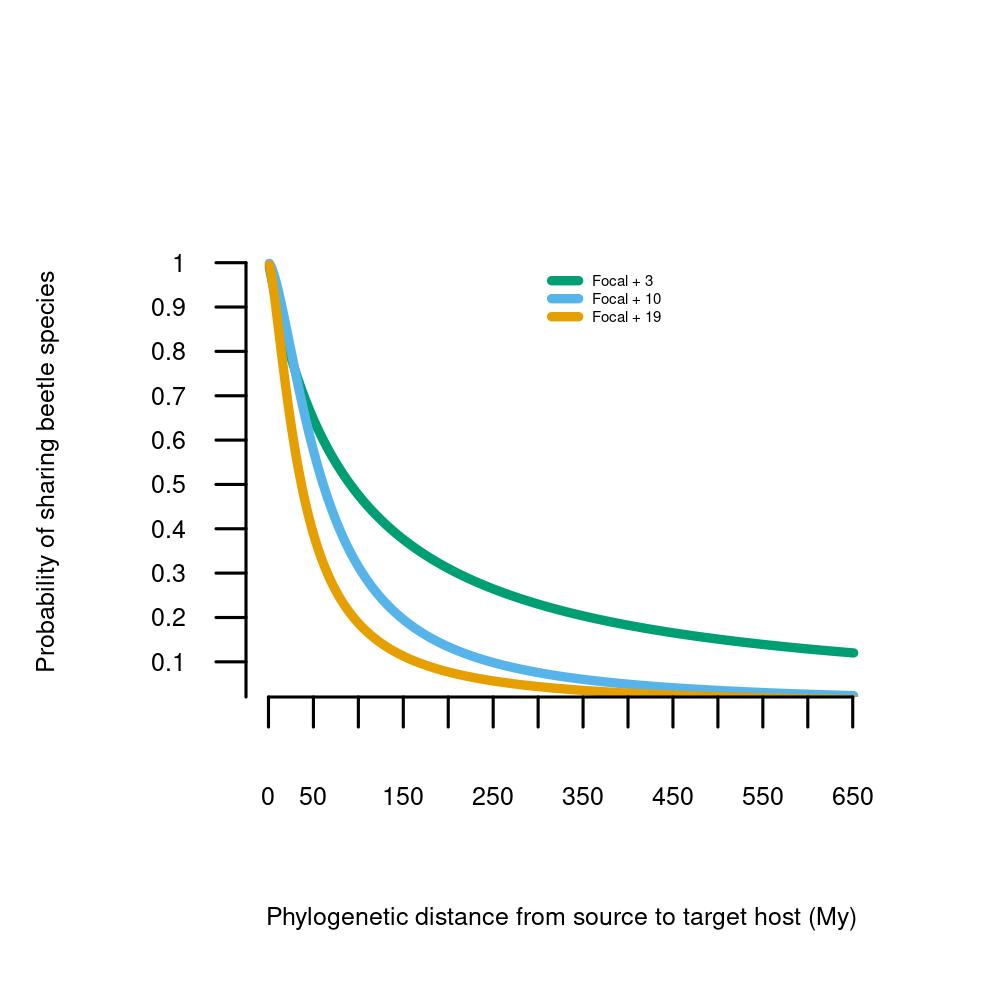 Probability of sharing beetle species
1
0.9
0.8
0.7
0.6
0.5
0.4
0.3
0.2
0.1
Focal + 3
Focal + 10
Focal + 19
0 50 150 250 350 450 550 650
Phylogenetic distance from source to target host (My)